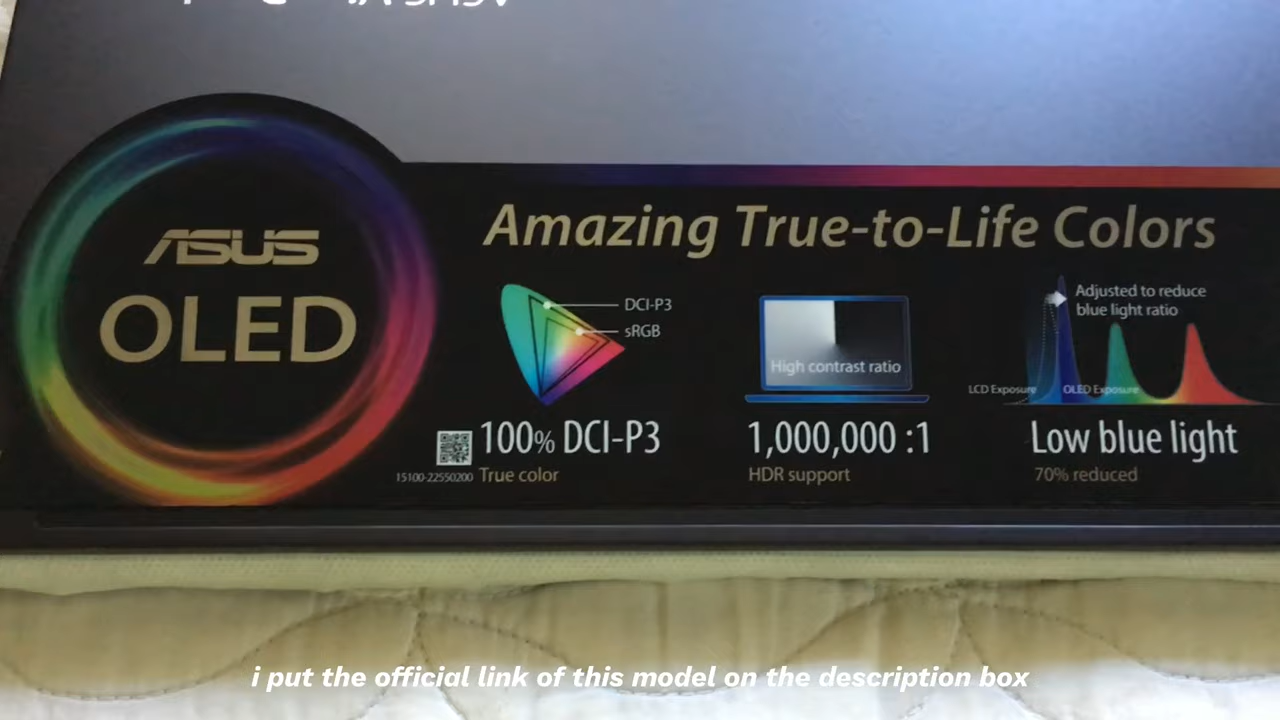 ASUS
OLED
Amazing True-to-Life Colors
DCI-P3
sRGB
100% DCI-P3
True color
15100-22550200
High contrast ratio
1,000,000 :1
HDR support
Adjusted to reduce
blue light ratio
LCD Exposure
OLED Exposure
Low blue light
70% reduced
i put the official link of this model on the description box